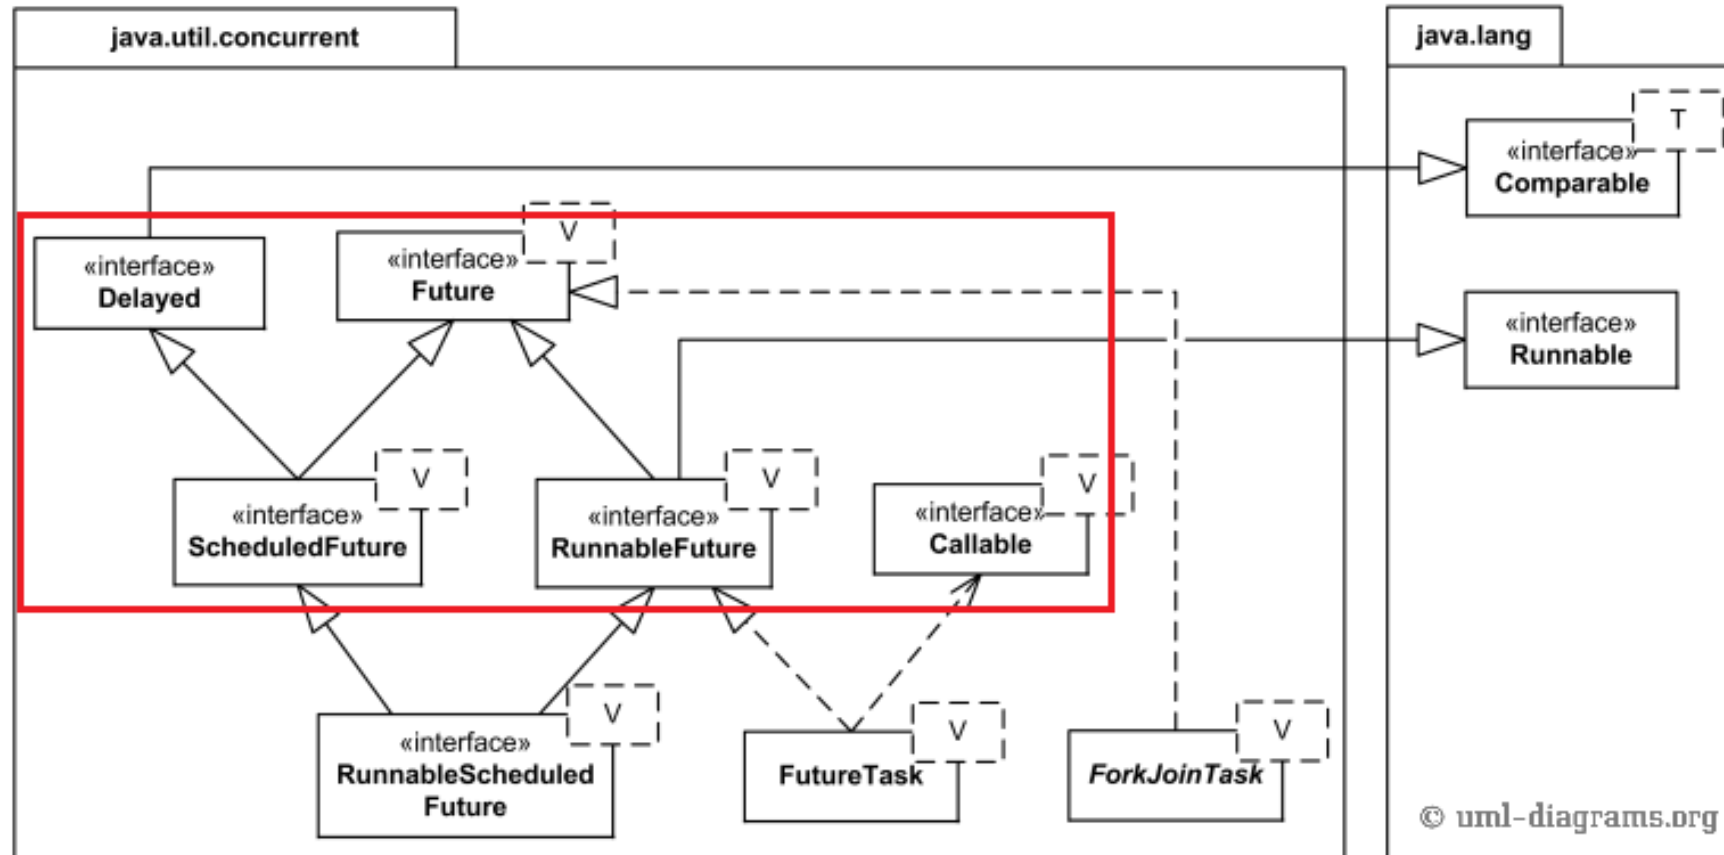 java.util.concurrent
java.lang
T
«interface»
Comparable
«interface»
Delayed
V
«interface»
Future
«interface»
Runnable
V
«interface»
ScheduledFuture
V
«interface»
RunnableFuture
V
«interface»
Callable
V
«interface»
RunnableScheduled
Future
V
FutureTask
V
ForkJoinTask
© uml-diagrams.org